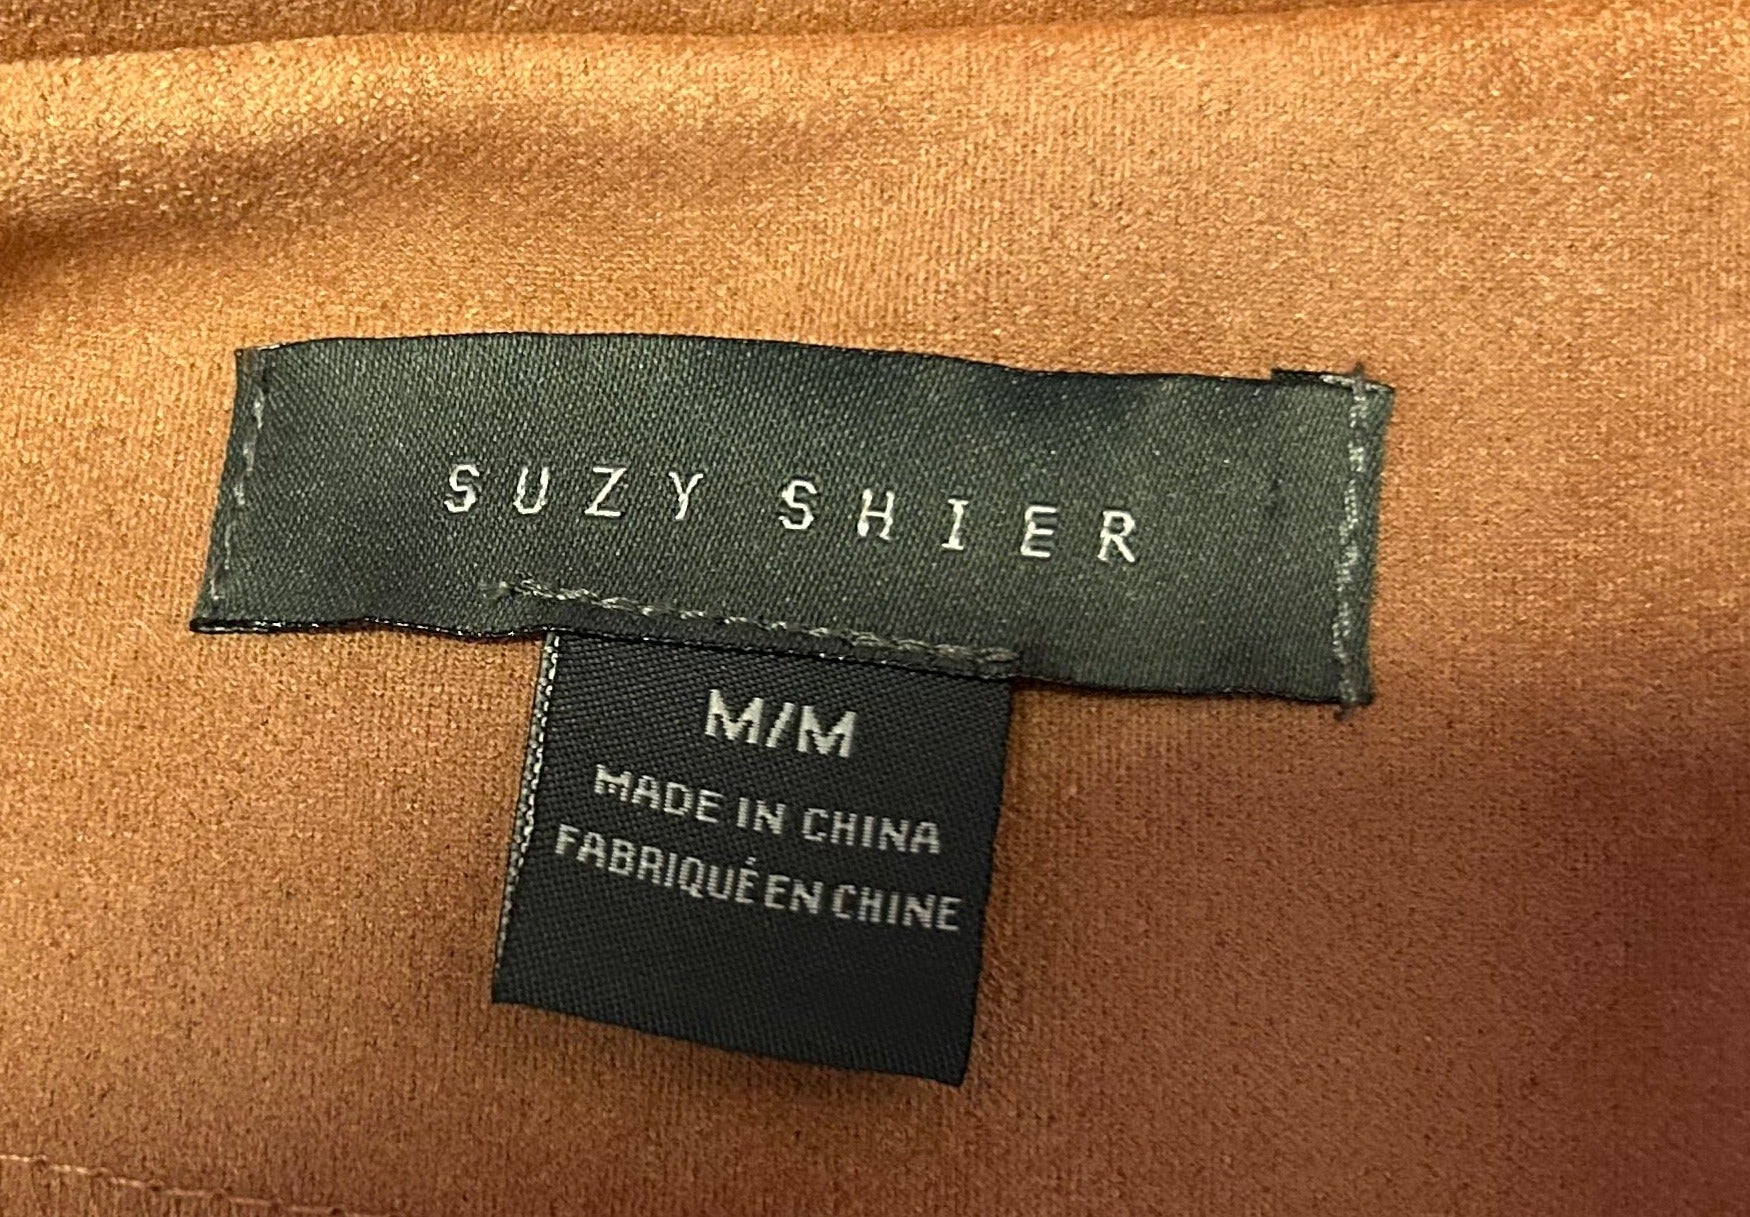 SUZY SHIER
M/M
MADE IN CHINA
FABRIQUÉ EN CHINE